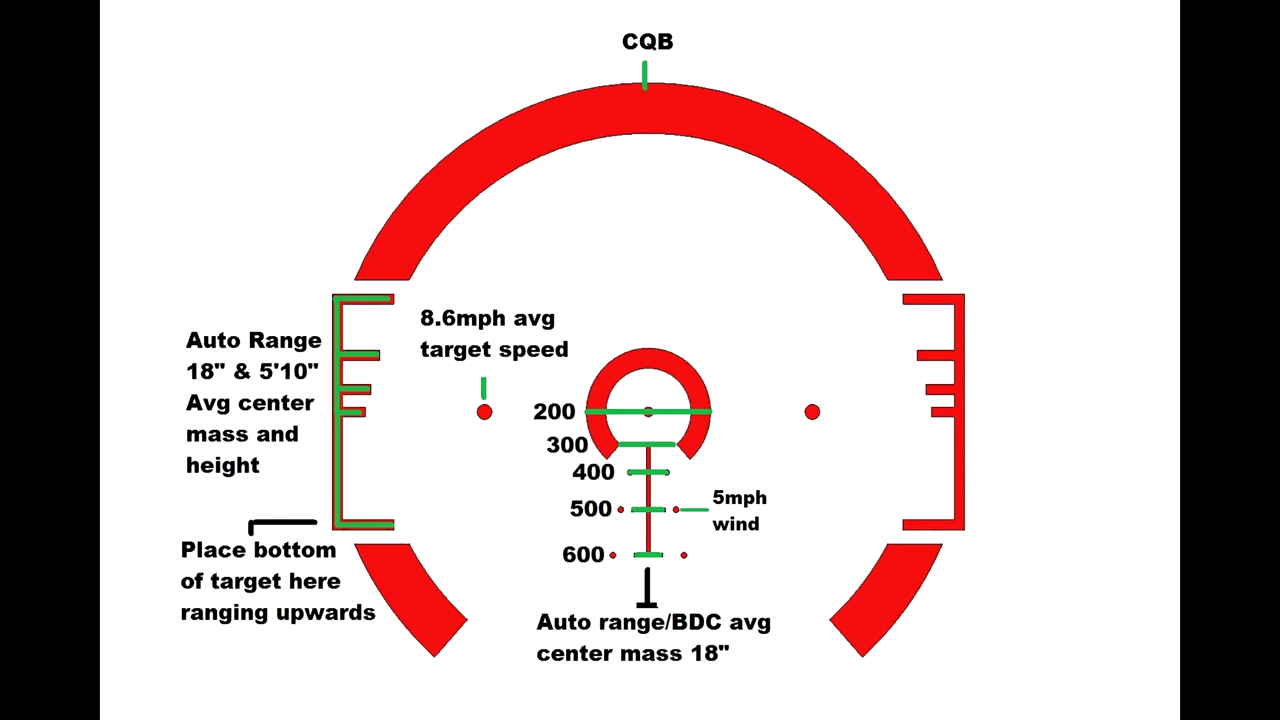 CQB
8.6mph avg
target speed
Auto Range
18" & 5'10"
Avg center
mass and
height
200
300
400
500
600
5mph
wind
Place bottom
of target here
ranging upwards
Auto range/BDC avg
center mass 18"